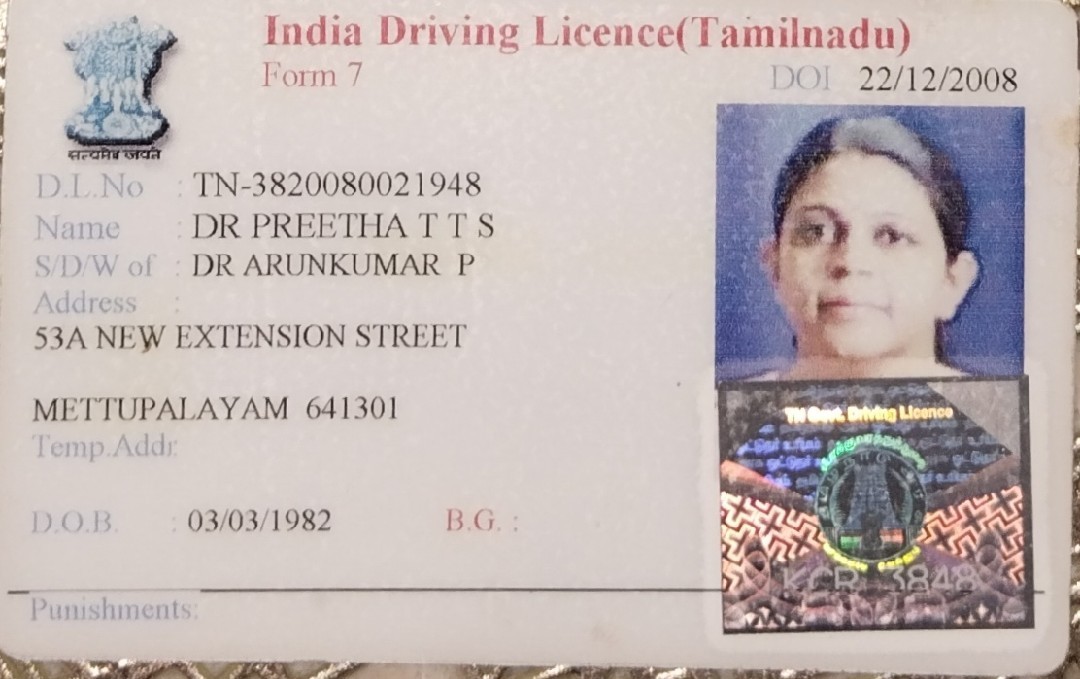 India Driving Licence(Tamilnadu)
Form 7
DOI 22/12/2008
सत्यमेव जयते
D.L.No : TN-3820080021948
Name : DR PREETHA T T S
S/D/W of : DR ARUNKUMAR P
Address :
53A NEW EXTENSION STREET
METTUPALAYAM 641301
Temp.Addr:
D.O.B. : 03/03/1982 B.G. :
Punishments:
TN Govt. Driving Licence
KCR 3848